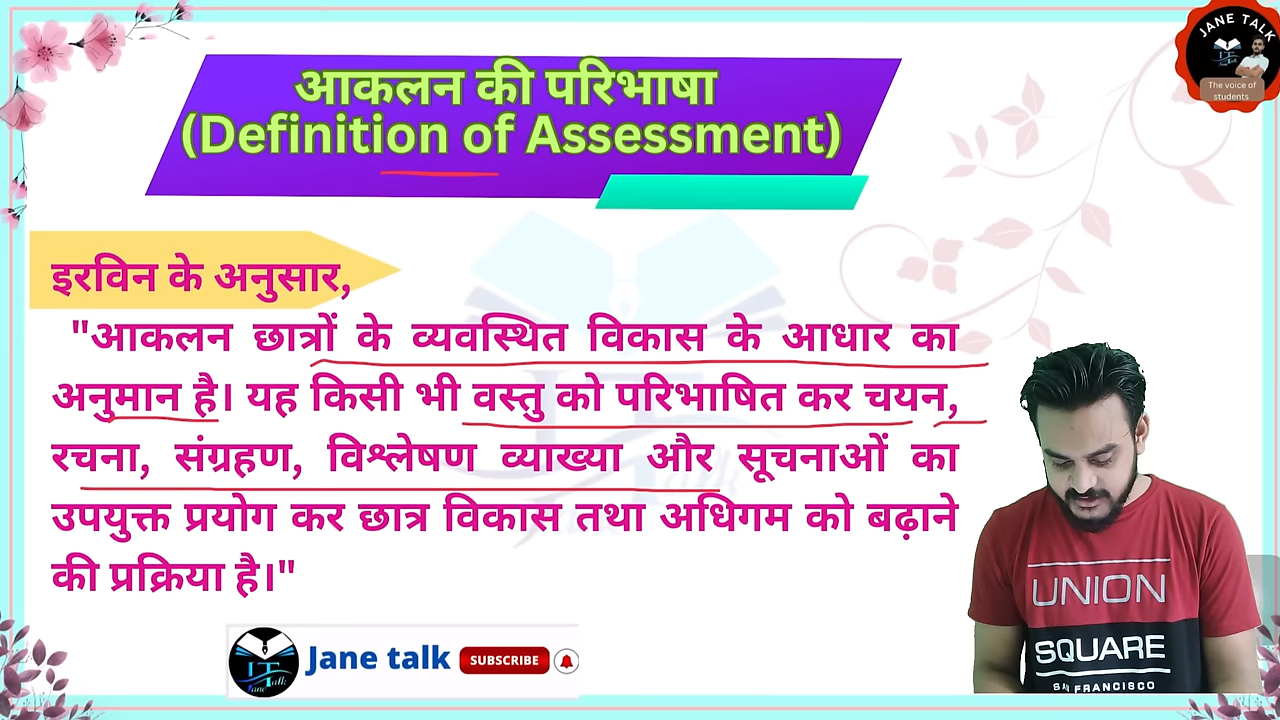 JANE TALK
The voice of
students
आकलन की परिभाषा
(Definition of Assessment)
इरविन के अनुसार,
"आकलन छात्रों के व्यवस्थित विकास के आधार का
अनुमान है। यह किसी भी वस्तु को परिभाषित कर चयन,
रचना, संग्रहण, विश्लेषण व्याख्या और सूचनाओं का
उपयुक्त प्रयोग कर छात्र विकास तथा अधिगम को बढ़ाने
की प्रक्रिया है।"
Jane talk
SUBSCRIBE
UNION
SQUARE
SAN FRANCISCO